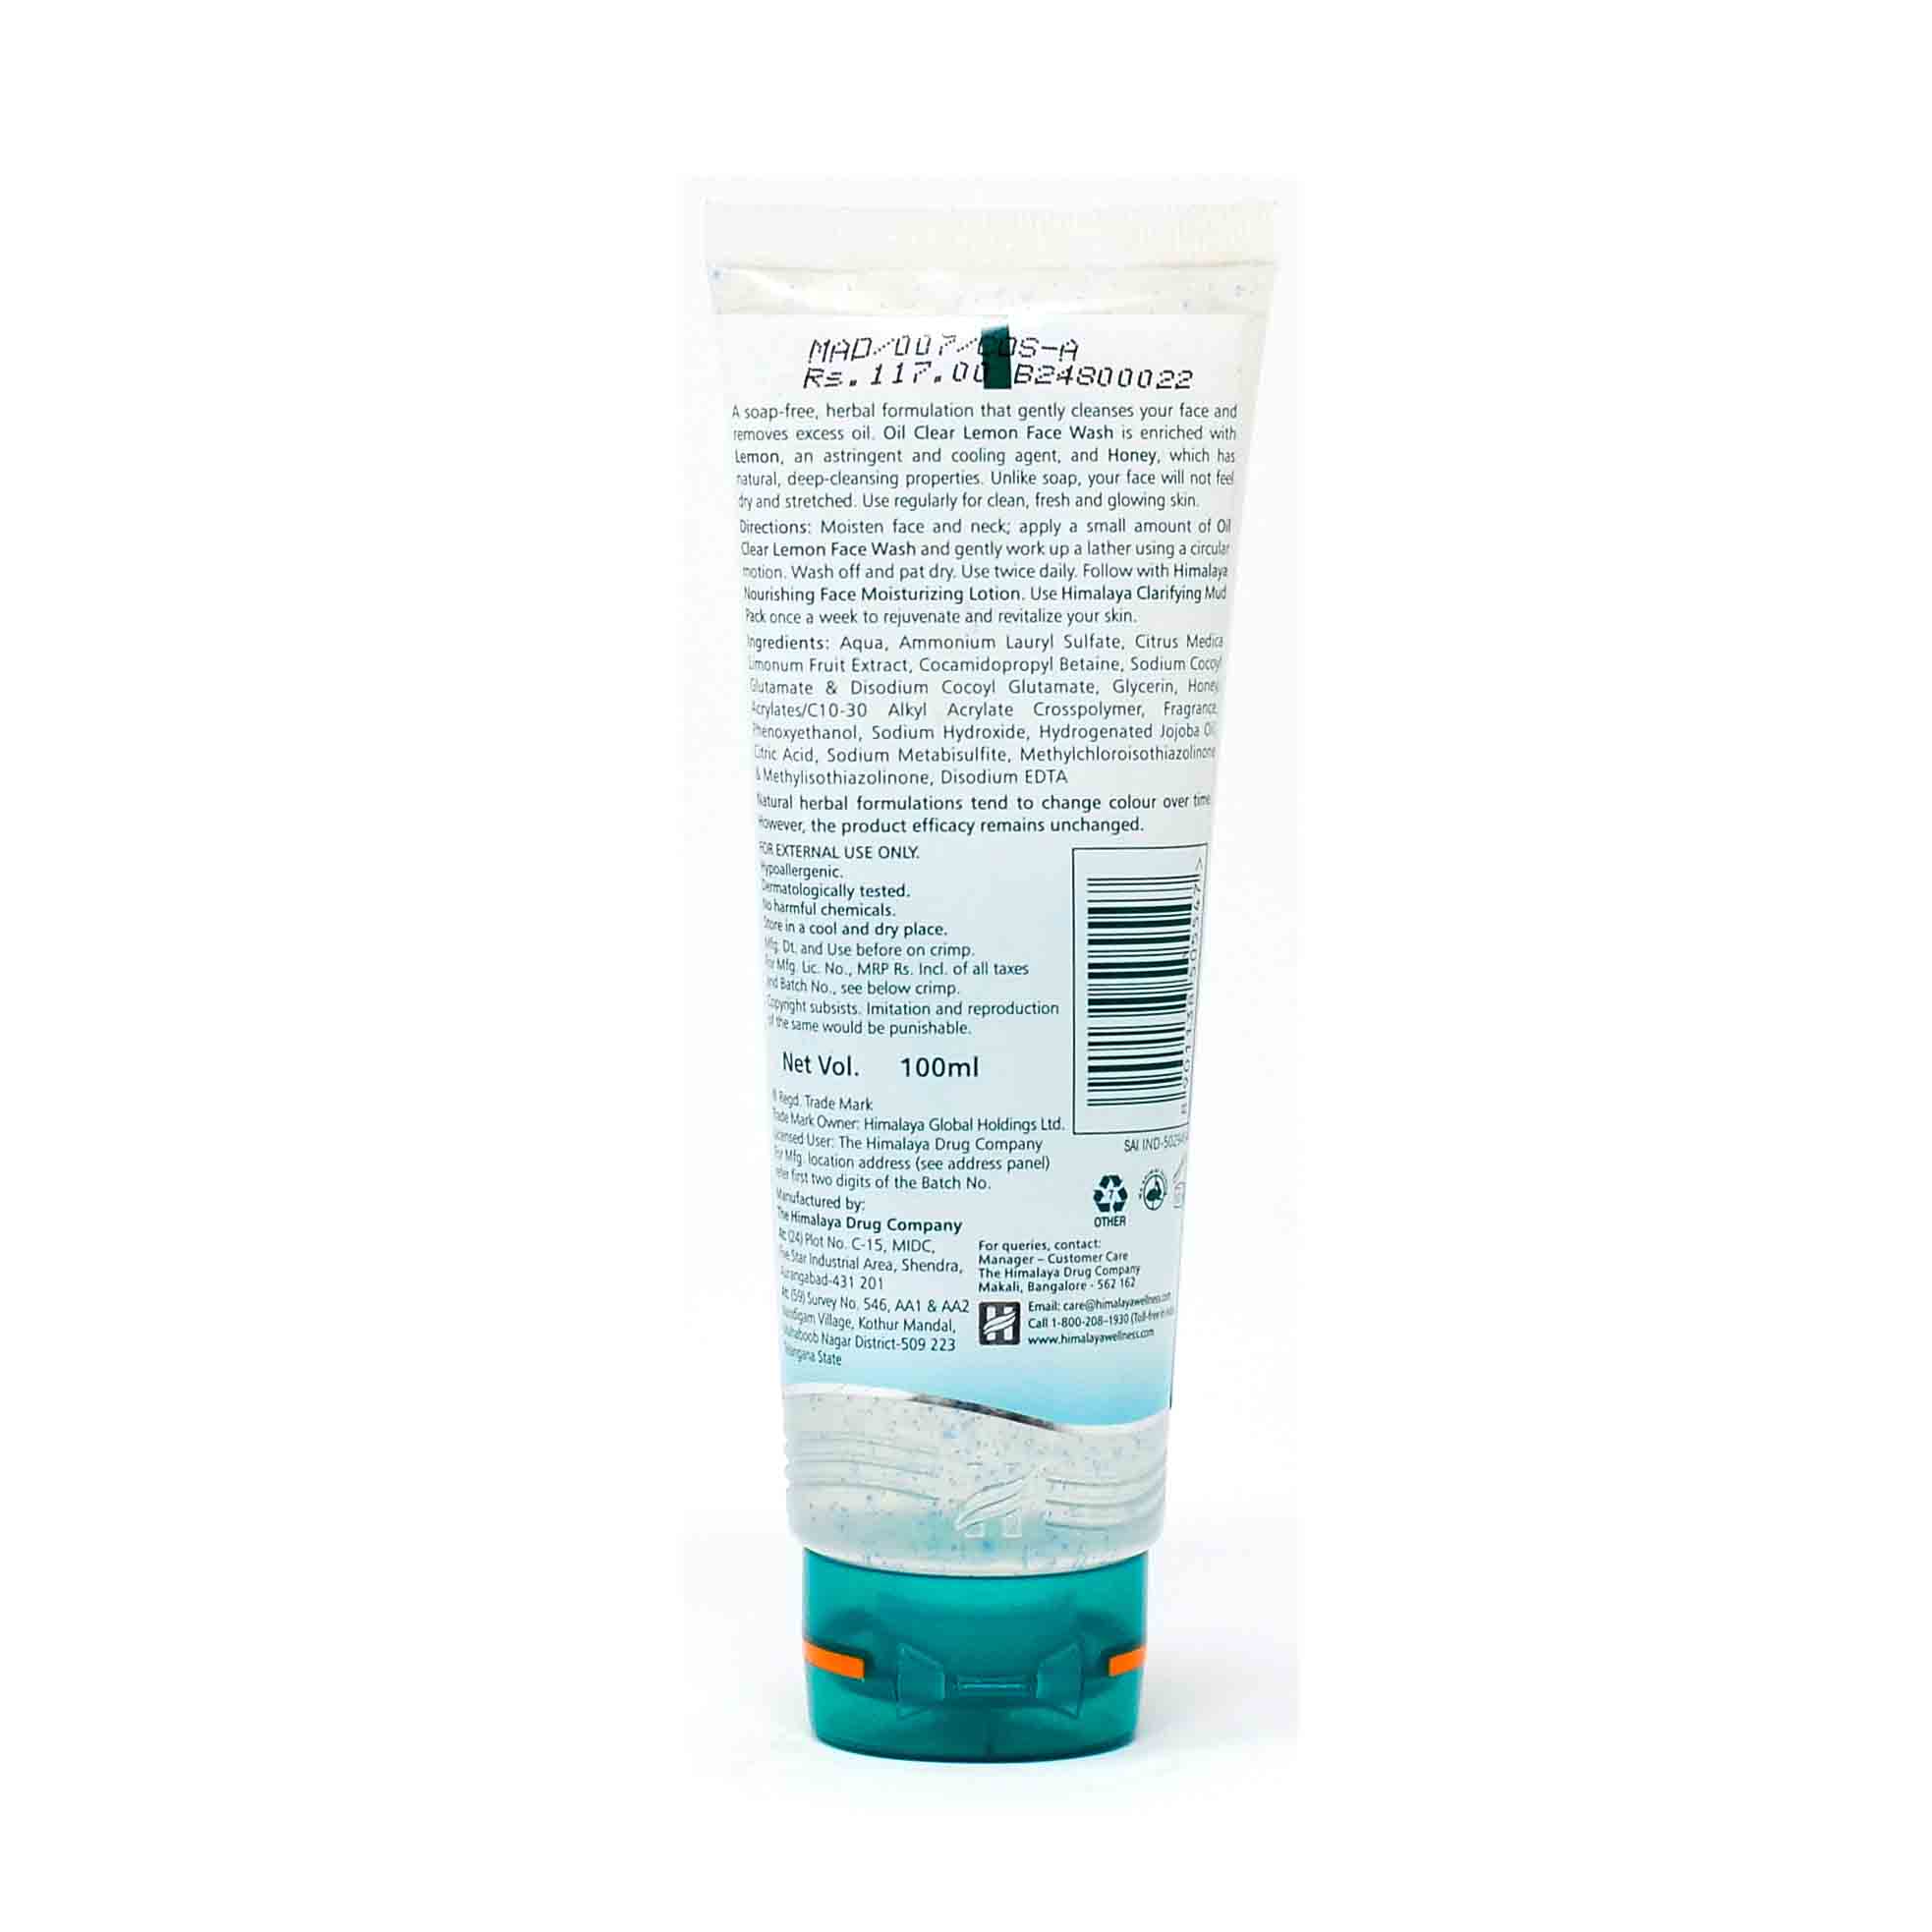 MAD/007/COS-A
Rs.117.00 B24800022
A soap-free, herbal formulation that gently cleanses your face and
removes excess oil. Oil Clear Lemon Face Wash is enriched with
Lemon, an astringent and cooling agent, and Honey, which has
natural, deep-cleansing properties. Unlike soap, your face will not feel
dry and stretched. Use regularly for clean, fresh and glowing skin.
Directions: Moisten face and neck; apply a small amount of Oil
Clear Lemon Face Wash and gently work up a lather using a circular
motion. Wash off and pat dry. Use twice daily. Follow with Himalaya
Nourishing Face Moisturizing Lotion. Use Himalaya Clarifying Mud
Pack once a week to rejuvenate and revitalize your skin.
Ingredients: Aqua, Ammonium Lauryl Sulfate, Citrus Medica
Limonum Fruit Extract, Cocamidopropyl Betaine, Sodium Cocoyl
Glutamate & Disodium Cocoyl Glutamate, Glycerin, Honey,
Acrylates/C10-30 Alkyl Acrylate Crosspolymer, Fragrance,
Phenoxyethanol, Sodium Hydroxide, Hydrogenated Jojoba Oil,
Citric Acid, Sodium Metabisulfite, Methylchloroisothiazolinone
& Methylisothiazolinone, Disodium EDTA
Natural herbal formulations tend to change colour over time.
However, the product efficacy remains unchanged.
FOR EXTERNAL USE ONLY.
Hypoallergenic.
Dermatologically tested.
No harmful chemicals.
Store in a cool and dry place.
Mfg. Dt. and Use before on crimp.
For Mfg. Lic. No., MRP Rs. Incl. of all taxes
and Batch No., see below crimp.
Copyright subsists. Imitation and reproduction
of the same would be punishable.
Net Vol. 100ml
8 901138 505547 >
SAI IND-
® Regd. Trade Mark
Trade Mark Owner: Himalaya Global Holdings Ltd.
Licensed User: The Himalaya Drug Company
For Mfg. location address (see address panel)
refer first two digits of the Batch No.
Manufactured by:
The Himalaya Drug Company
At: (24) Plot No. C-15, MIDC,
Five Star Industrial Area, Shendra,
Aurangabad-431 201
At: (59) Survey No. 546, AA1 & AA2
Village, Kothur Mandal,
Mahaboob Nagar District-509 223
Telangana State
7
OTHER
For queries, contact:
Manager – Customer Care
The Himalaya Drug Company
Makali, Bangalore - 562 162
Email: care@himalayawellness.com
Call 1-800-208-1930 (Toll-free in
www.himalayawellness.com